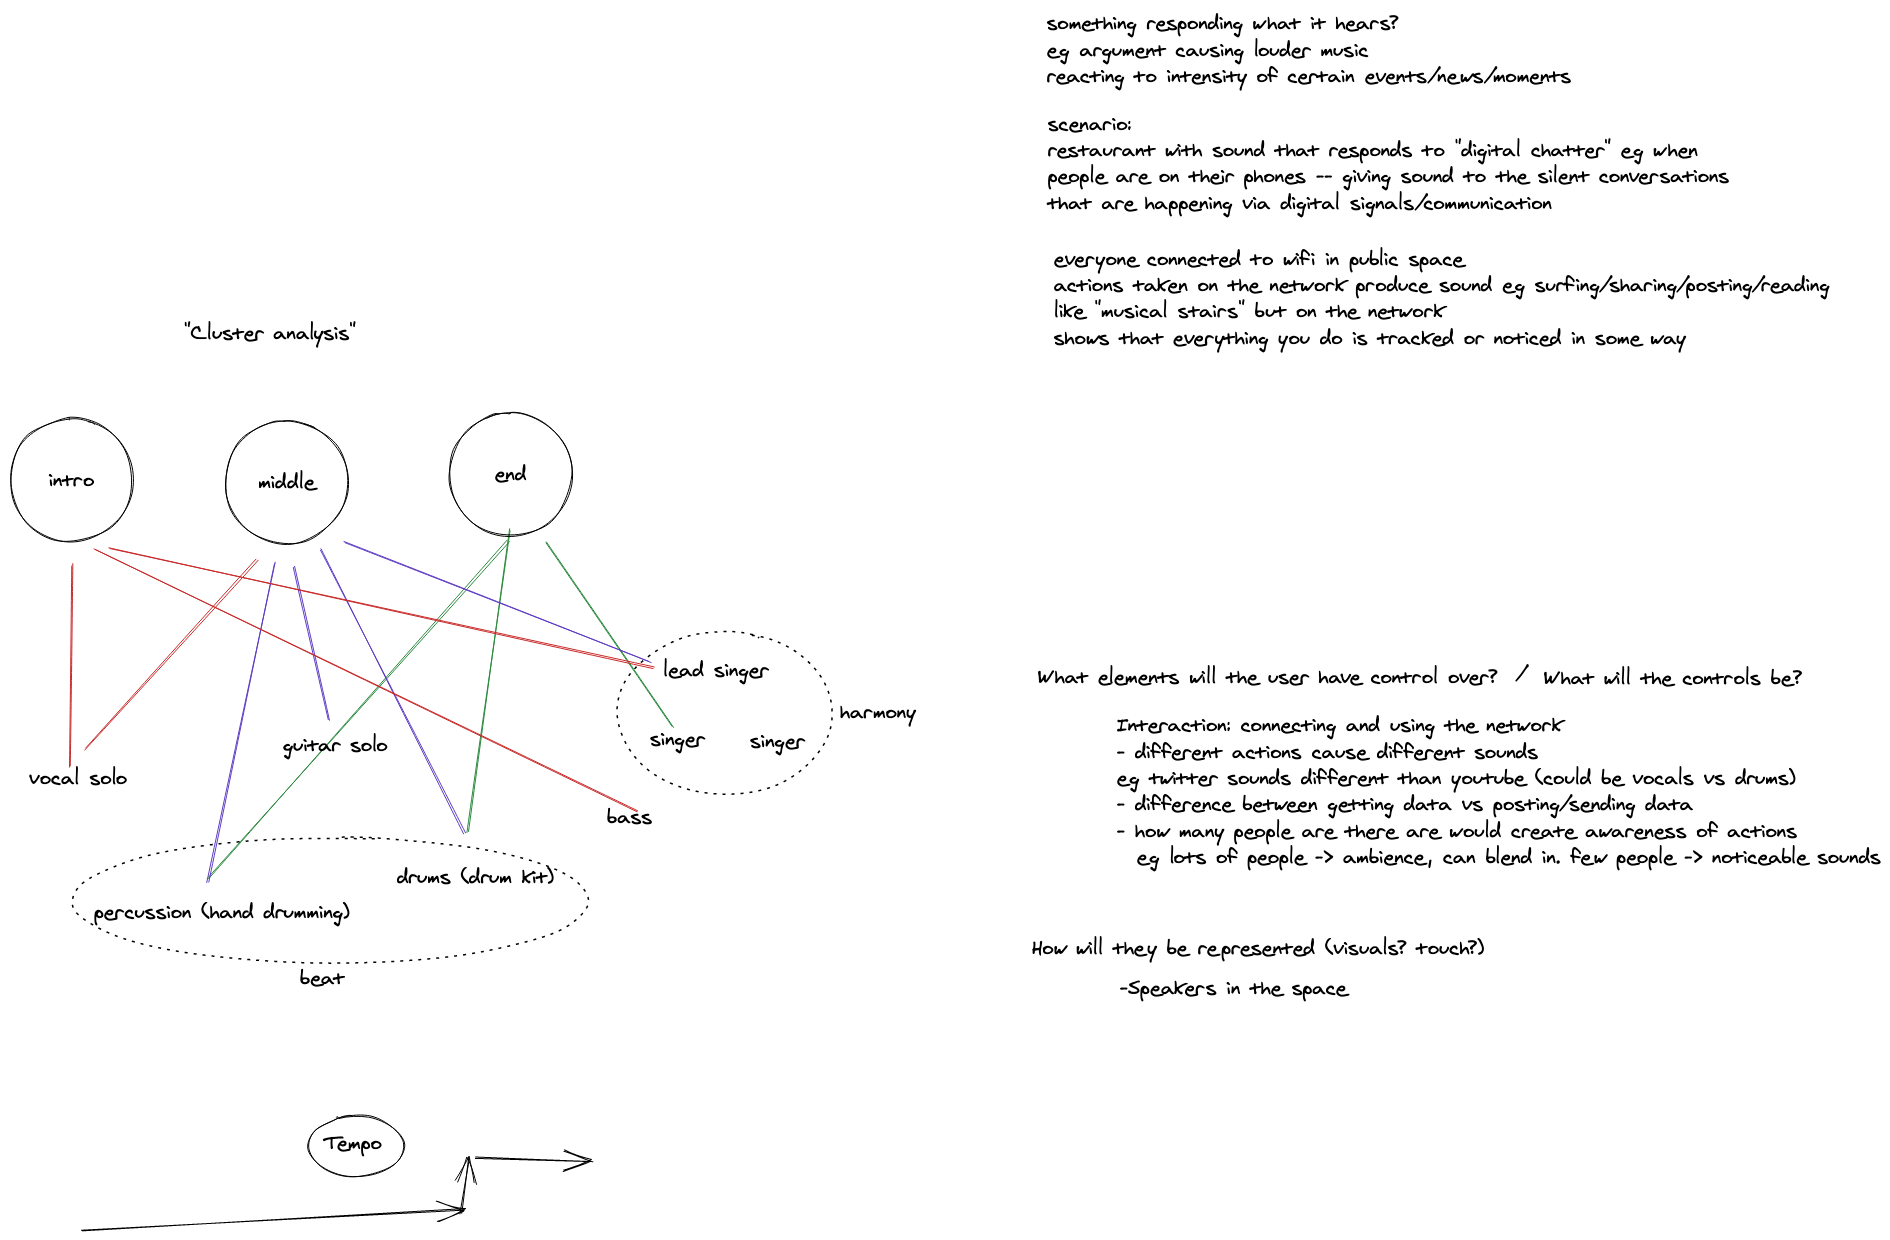 something responding what it hears?
eg argument causing louder music
reacting to intensity of certain events/news/moments
scenario:
restaurant with sound that responds to "digital chatter" eg when
people are on their phones -- giving sound to the silent conversations
that are happening via digital signals/communication
everyone connected to wifi in public space
actions taken on the network produce sound eg surfing/sharing/posting/reading
like "musical stairs" but on the network
shows that everything you do is tracked or noticed in some way
"Cluster analysis"
intro
middle
end
lead singer
harmony
singer
singer
guitar solo
vocal solo
bass
drums (drum kit)
percussion (hand drumming)
beat
Tempo
What elements will the user have control over? / What will the controls be?
Interaction: connecting and using the network
- different actions cause different sounds
eg twitter sounds different than youtube (could be vocals vs drums)
- difference between getting data vs posting/sending data
- how many people are there are would create awareness of actions
eg lots of people -> ambience, can blend in. few people -> noticeable sounds
How will they be represented (visuals? touch?)
-Speakers in the space